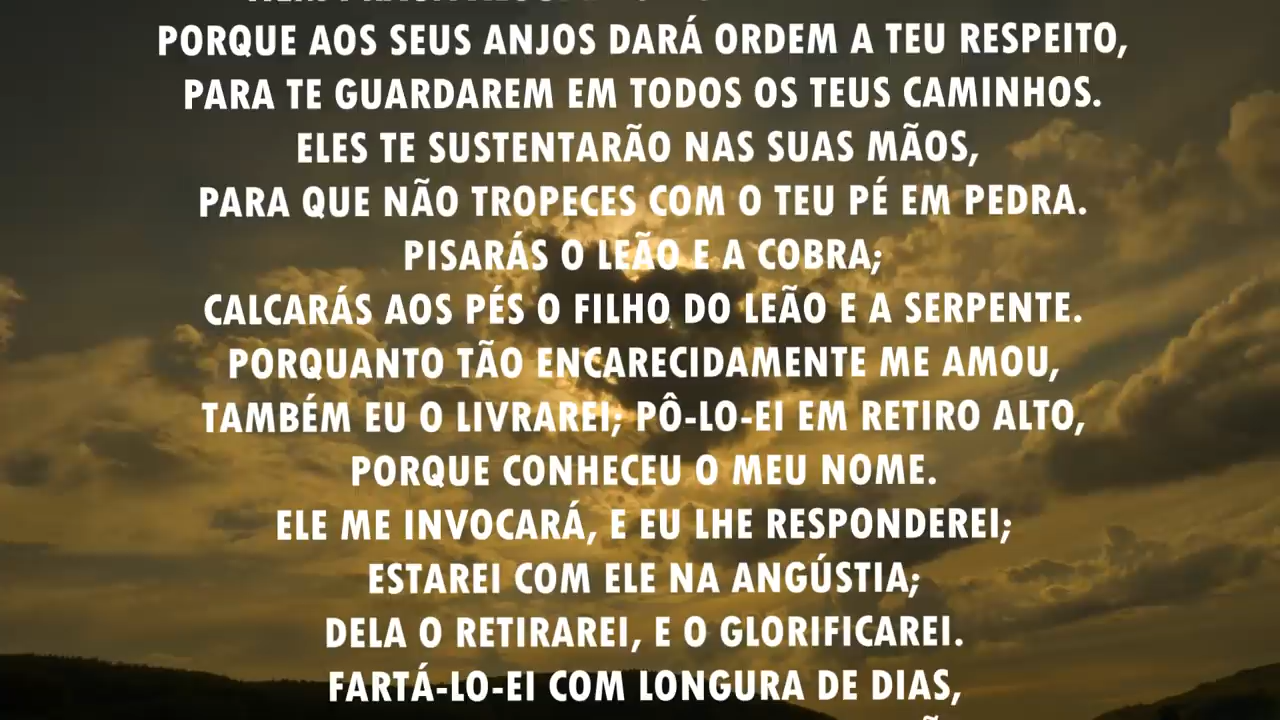 PORQUE AOS SEUS ANJOS DARÁ ORDEM A TEU RESPEITO,
PARA TE GUARDAREM EM TODOS OS TEUS CAMINHOS.
ELES TE SUSTENTARÃO NAS SUAS MÃOS,
PARA QUE NÃO TROPECES COM O TEU PÉ EM PEDRA.
PISARÁS O LEÃO E A COBRA;
CALCARÁS AOS PÉS O FILHO DO LEÃO E A SERPENTE.
PORQUANTO TÃO ENCARECIDAMENTE ME AMOU,
TAMBÉM EU O LIVRAREI; PÔ-LO-EI EM RETIRO ALTO,
PORQUE CONHECEU O MEU NOME.
ELE ME INVOCARÁ, E EU LHE RESPONDEREI;
ESTAREI COM ELE NA ANGÚSTIA;
DELA O RETIRAREI, E O GLORIFICAREI.
FARTÁ-LO-EI COM LONGURA DE DIAS,